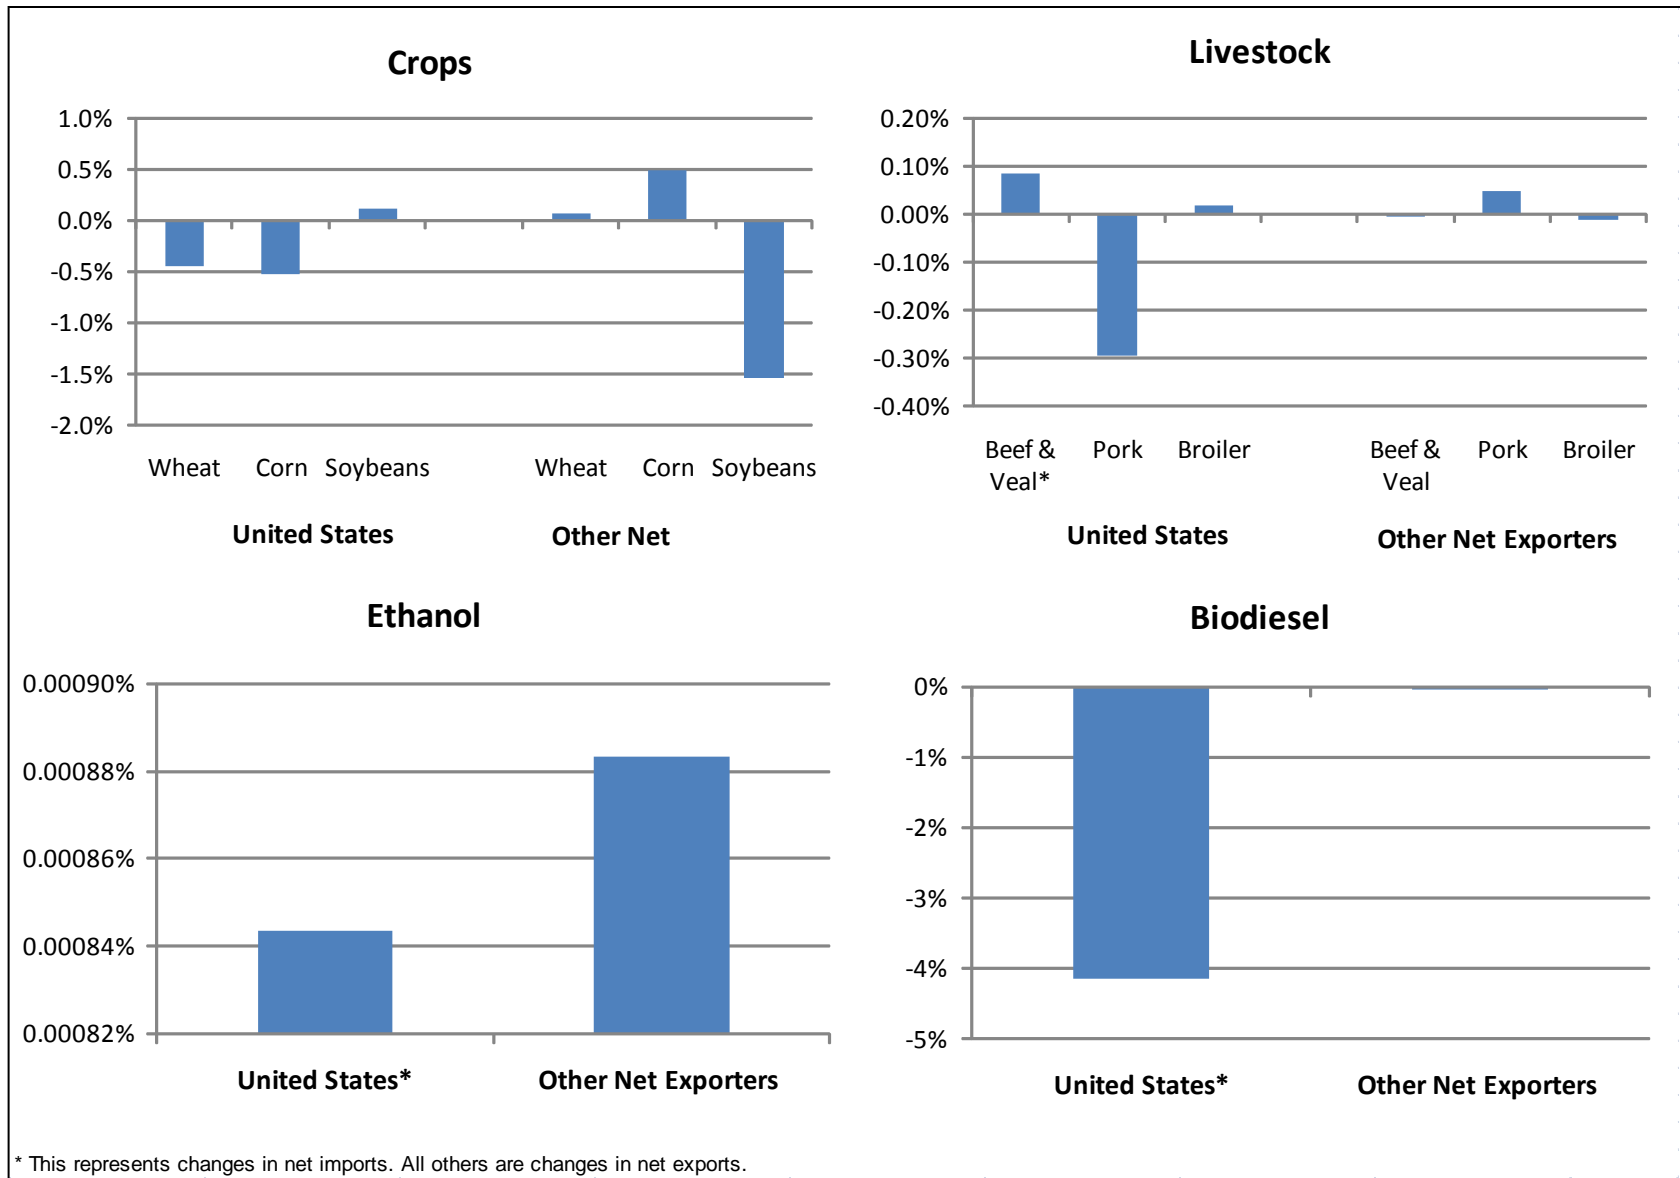 Crops
1.0%
0.5%
0.0%
-0.5%
-1.0%
-1.5%
-2.0%
Wheat Corn Soybeans Wheat Corn Soybeans
United States Other Net
Livestock
0.20%
0.10%
0.00%
-0.10%
-0.20%
-0.30%
-0.40%
Beef & Veal* Pork Broiler Beef & Veal Pork Broiler
United States Other Net Exporters
Ethanol
0.00090%
0.00088%
0.00086%
0.00084%
0.00082%
United States* Other Net Exporters
Biodiesel
0%
-1%
-2%
-3%
-4%
-5%
United States* Other Net Exporters
* This represents changes in net imports. All others are changes in net exports.